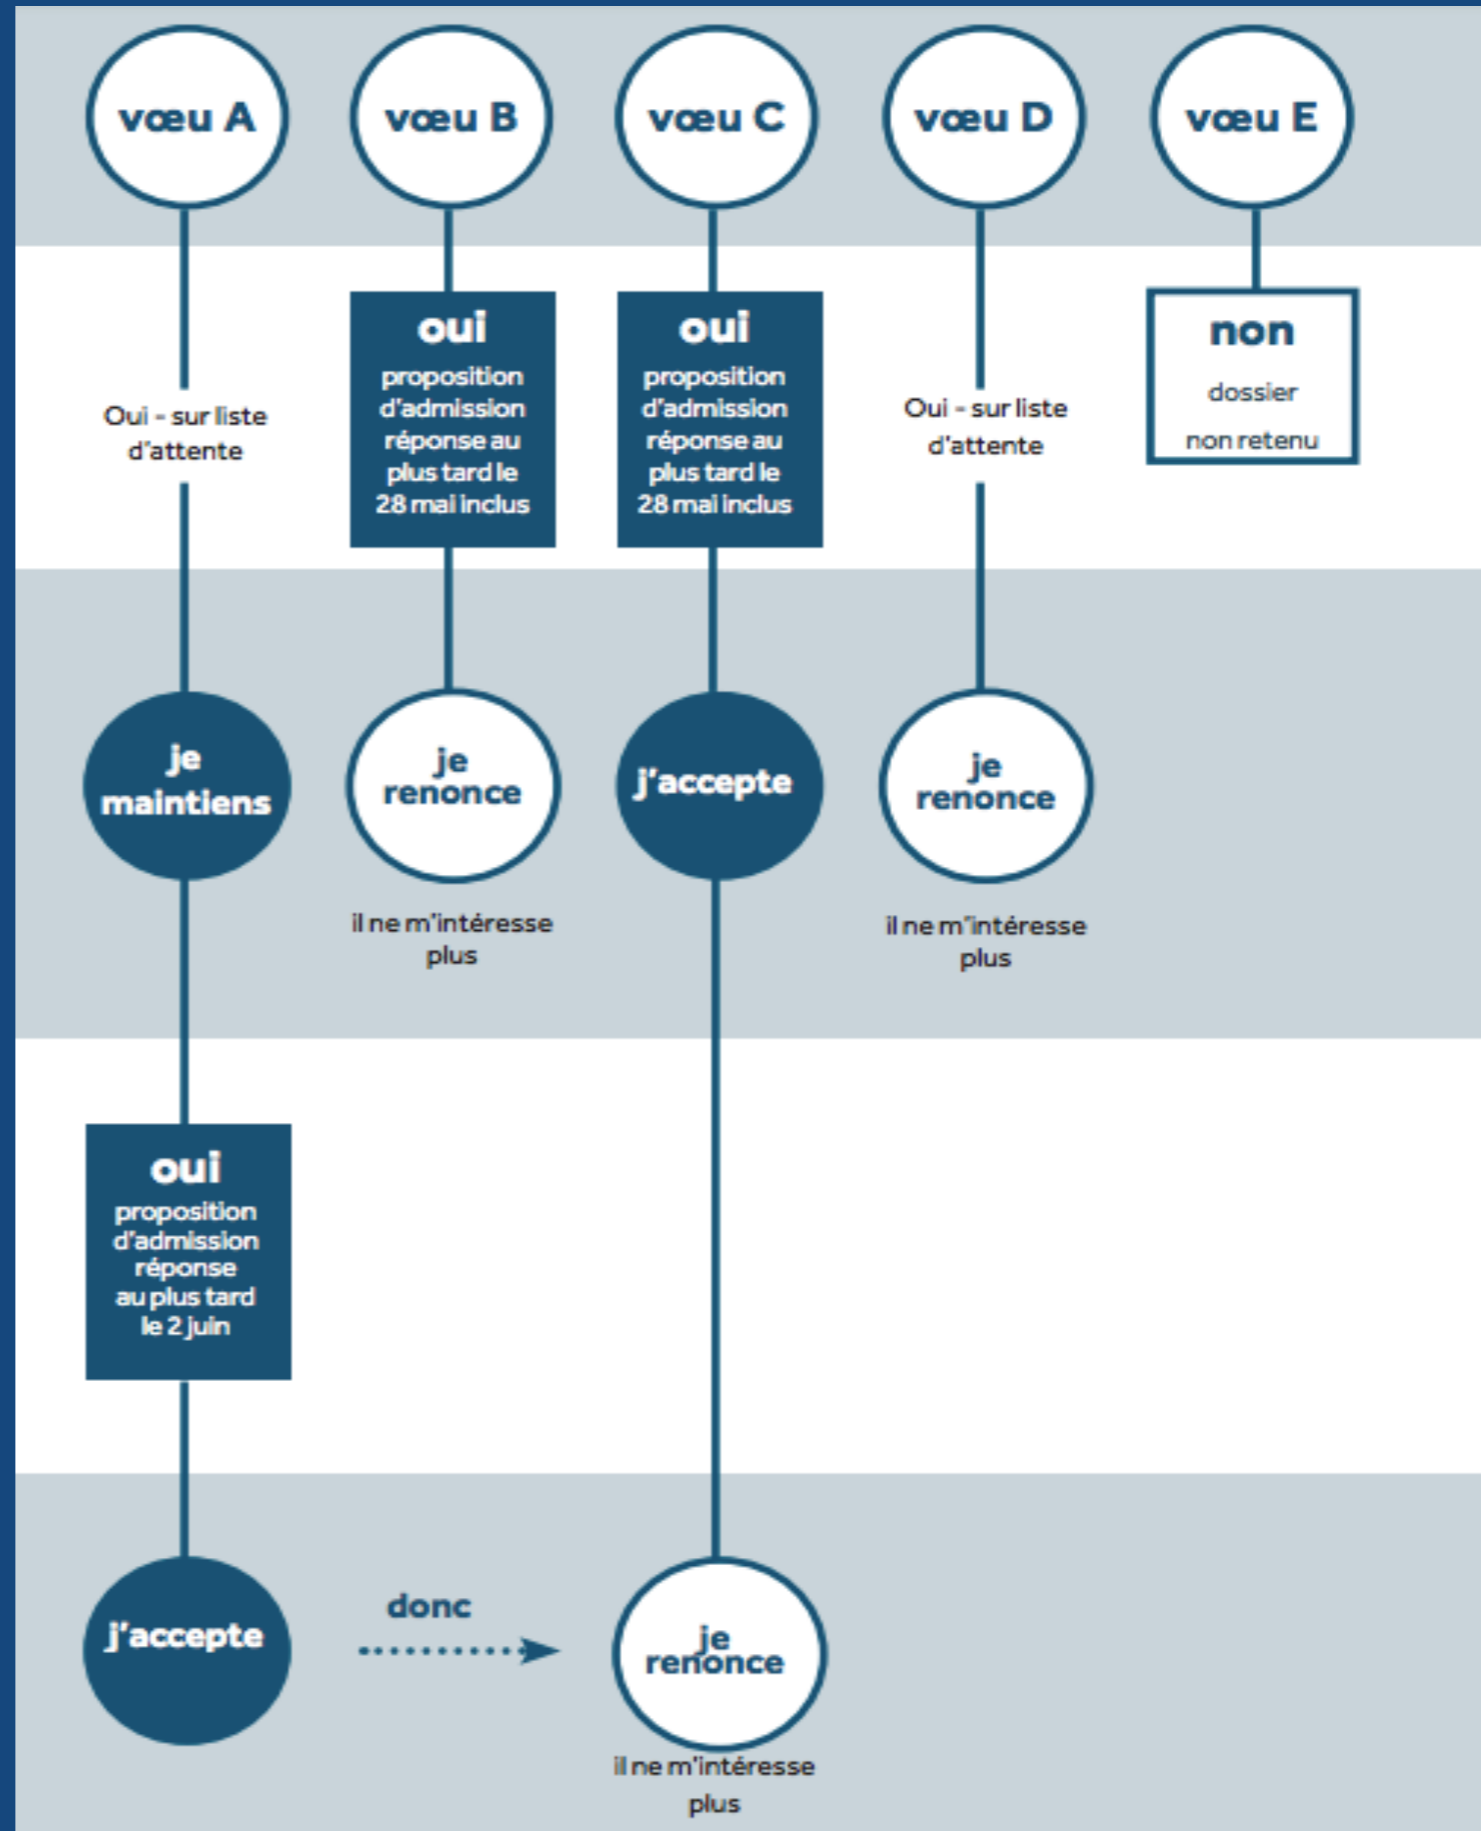 vœu A
vœu B
vœu C
vœu D
vœu E
Oui - sur liste
d'attente
oui
proposition
d'admission
réponse au
plus tard le
28 mai inclus
oui
proposition
d'admission
réponse au
plus tard le
28 mai inclus
Oui - sur liste
d'attente
non
dossier
non retenu
je
maintiens
je
renonce
il ne m'intéresse
plus
j'accepte
je
renonce
il ne m'intéresse
plus
oui
proposition
d'admission
réponse
au plus tard
le 2 juin
j'accepte
donc
je
renonce
il ne m'intéresse
plus